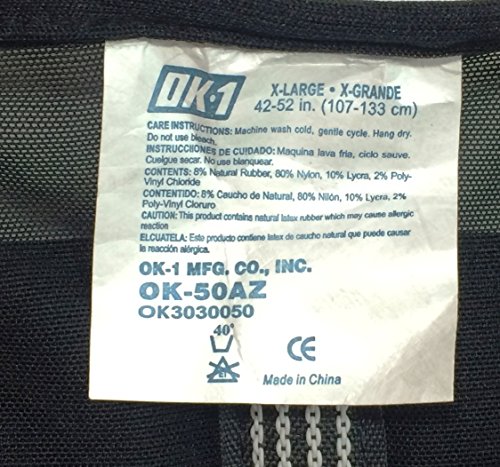 OK-1
X-LARGE • X-GRANDE
42-52 in. (107-133 cm)
CARE INSTRUCTIONS: Machine wash cold, gentle cycle. Hang dry.
Do not use bleach.
INSTRUCCIONES DE CUIDADO: Maquina lava fria, ciclo sauve.
Cuelgue secar. No use blanquear.
CONTENTS: 8% Natural Rubber, 80% Nylon, 10% Lycra, 2% Poly-
Vinyl Chloride
CONTENIDO: 8% Caucho de Natural, 80% Nilón, 10% Lycra, 2%
Poly-Vinyl Cloruro
CAUTION: This product contains natural latex rubber which may cause allergic
reaction
ELCUATELA: Este producto contiene latex de caucho natural que puede causar
la reacción alérgica.
OK-1 MFG. CO., INC.
OK-50AZ
OK3030050
40°
CE
Made in China